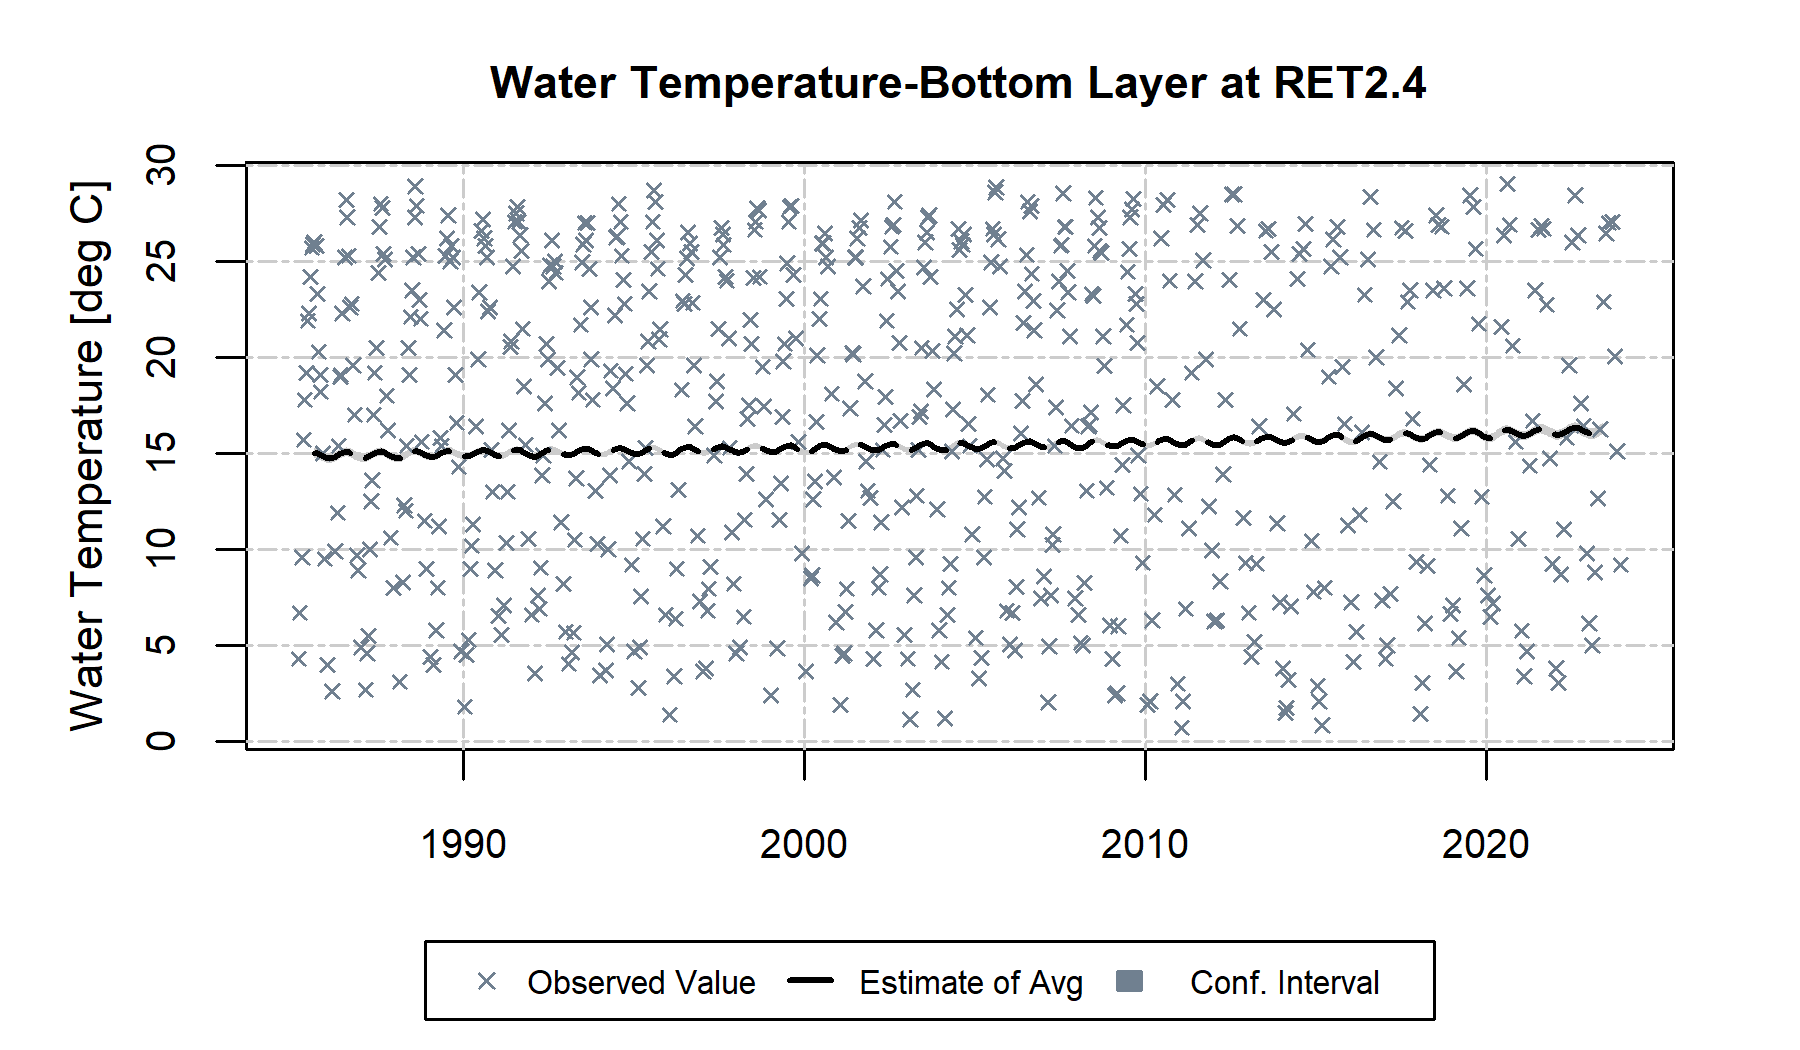 Water Temperature-Bottom Layer at RET2.4
Water Temperature [deg C]
30
25
20
15
10
5
0
1990 2000 2010 2020
Observed Value Estimate of Avg Conf. Interval